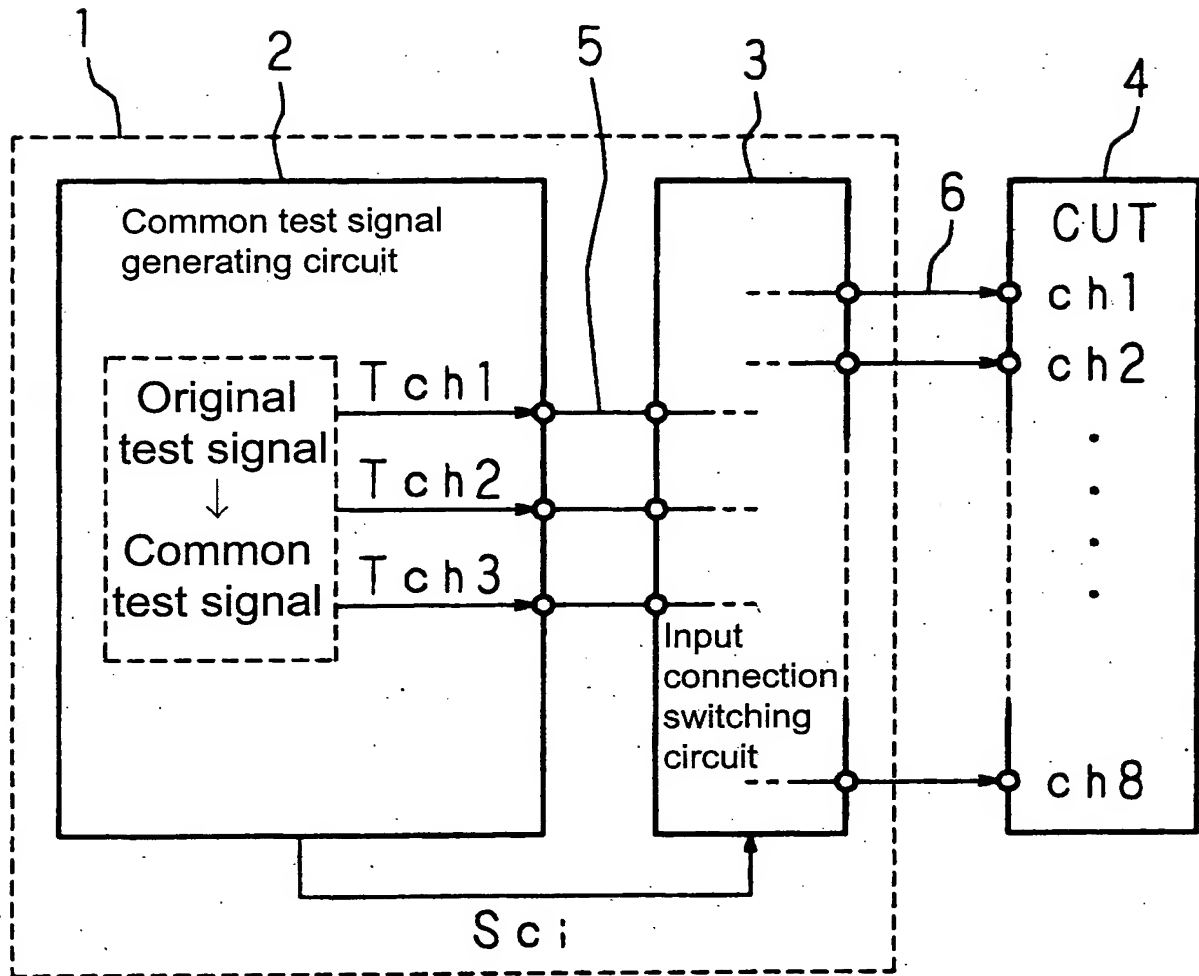 1
2
5
3
4
6
Common test signal
generating circuit
CUT
ch1
ch2
Original
test signal
↓
Common
test signal
Tch1
Tch2
Tch3
Input
connection
switching
circuit
ch8
Sci